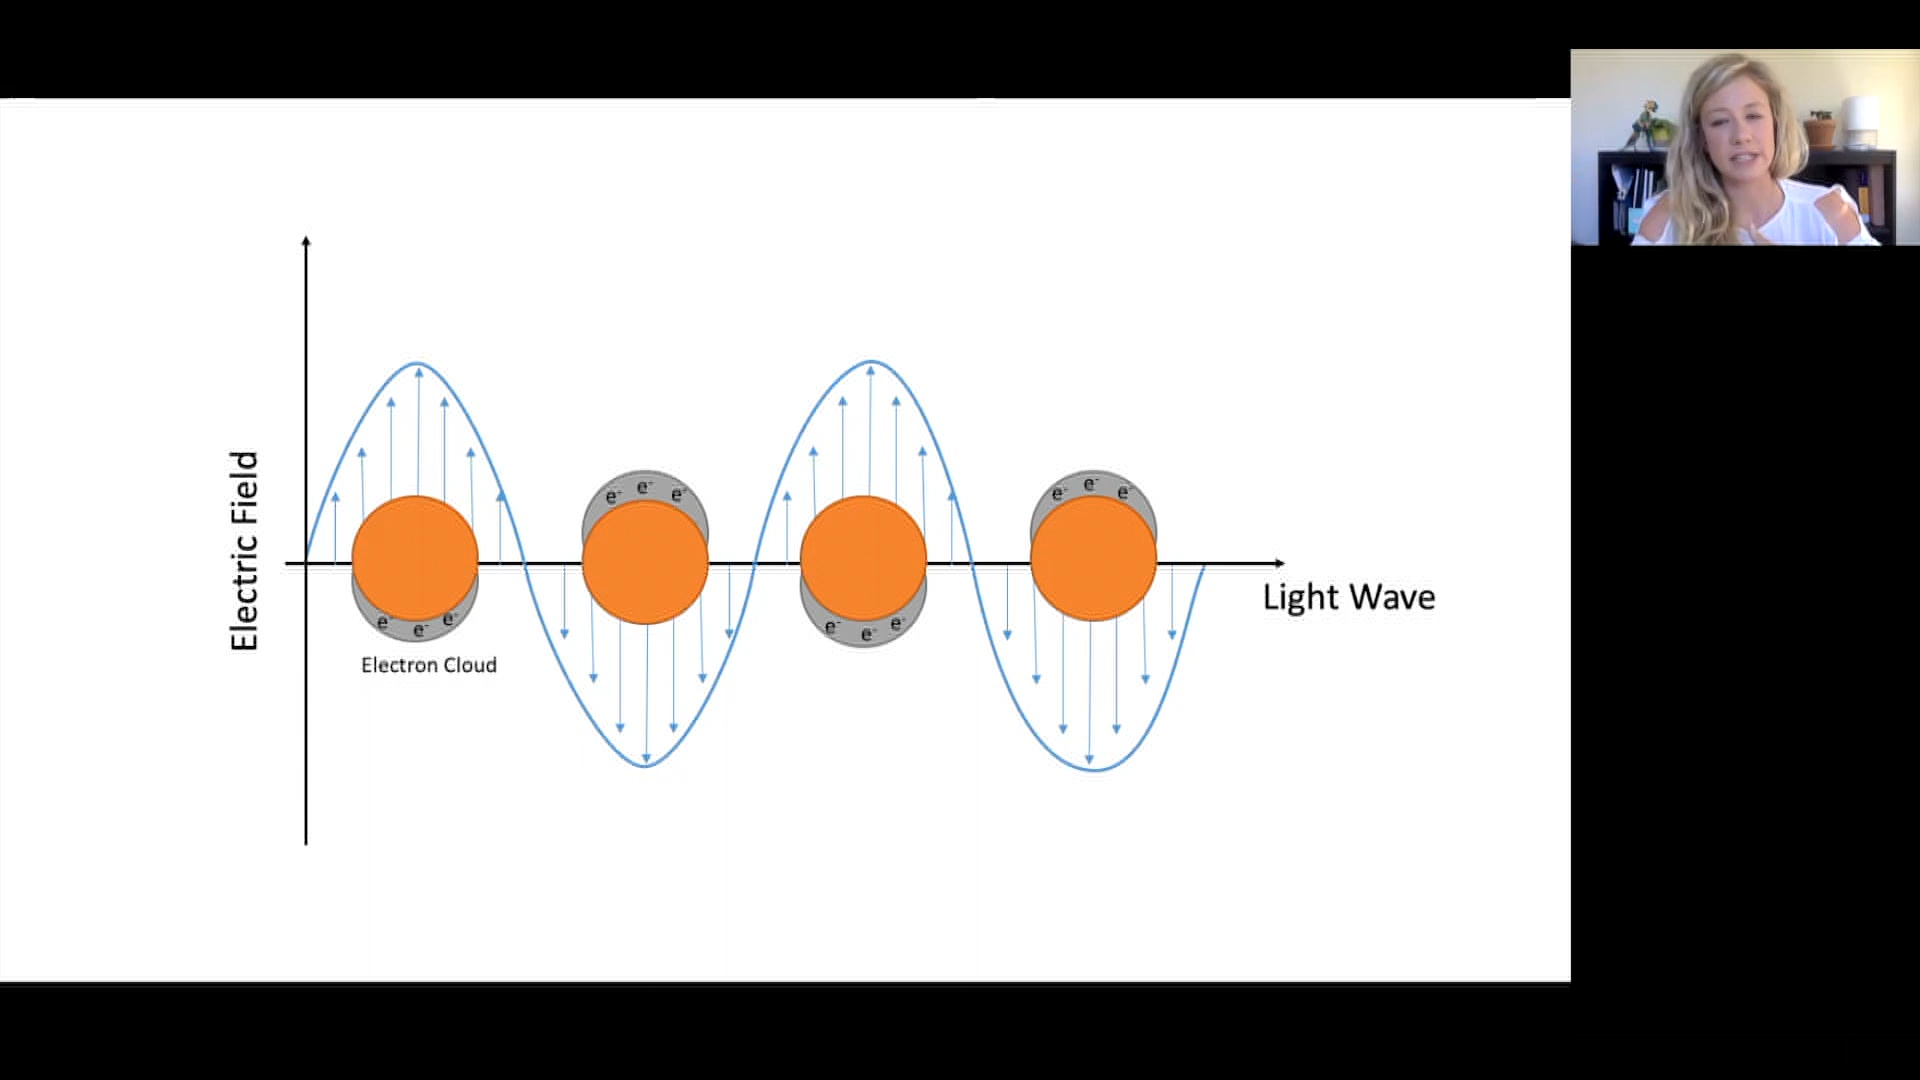 Electric Field
e⁻ e⁻ e⁻
e⁻ e⁻ e⁻
e⁻ e⁻ e⁻
e⁻ e⁻ e⁻
Electron Cloud
Light Wave